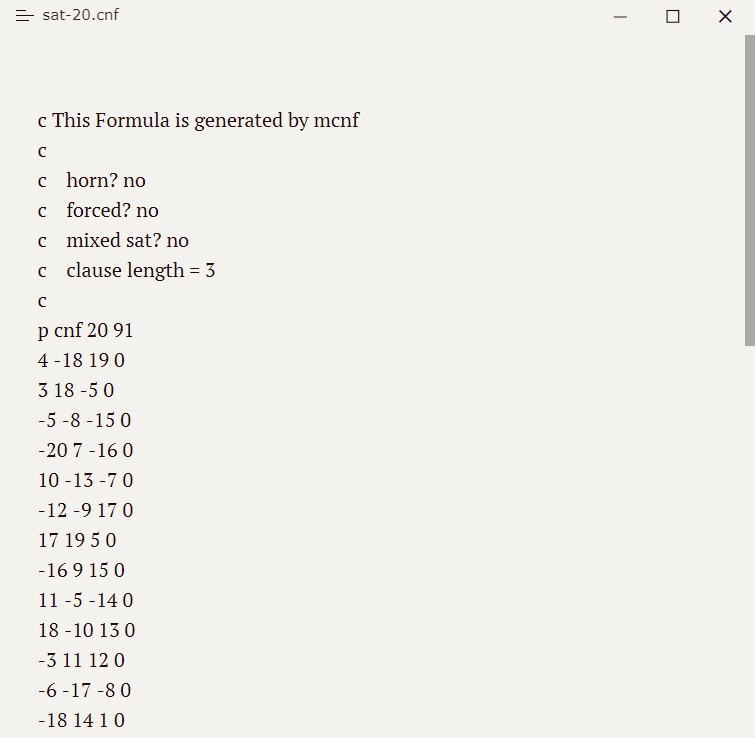 sat-20.cnf
c This Formula is generated by mcnf
c
c horn? no
c forced? no
c mixed sat? no
c clause length = 3
c
p cnf 20 91
4 -18 19 0
3 18 -5 0
-5 -8 -15 0
-20 7 -16 0
10 -13 -7 0
-12 -9 17 0
17 19 5 0
-16 9 15 0
11 -5 -14 0
18 -10 13 0
-3 11 12 0
-6 -17 -8 0
-18 14 1 0